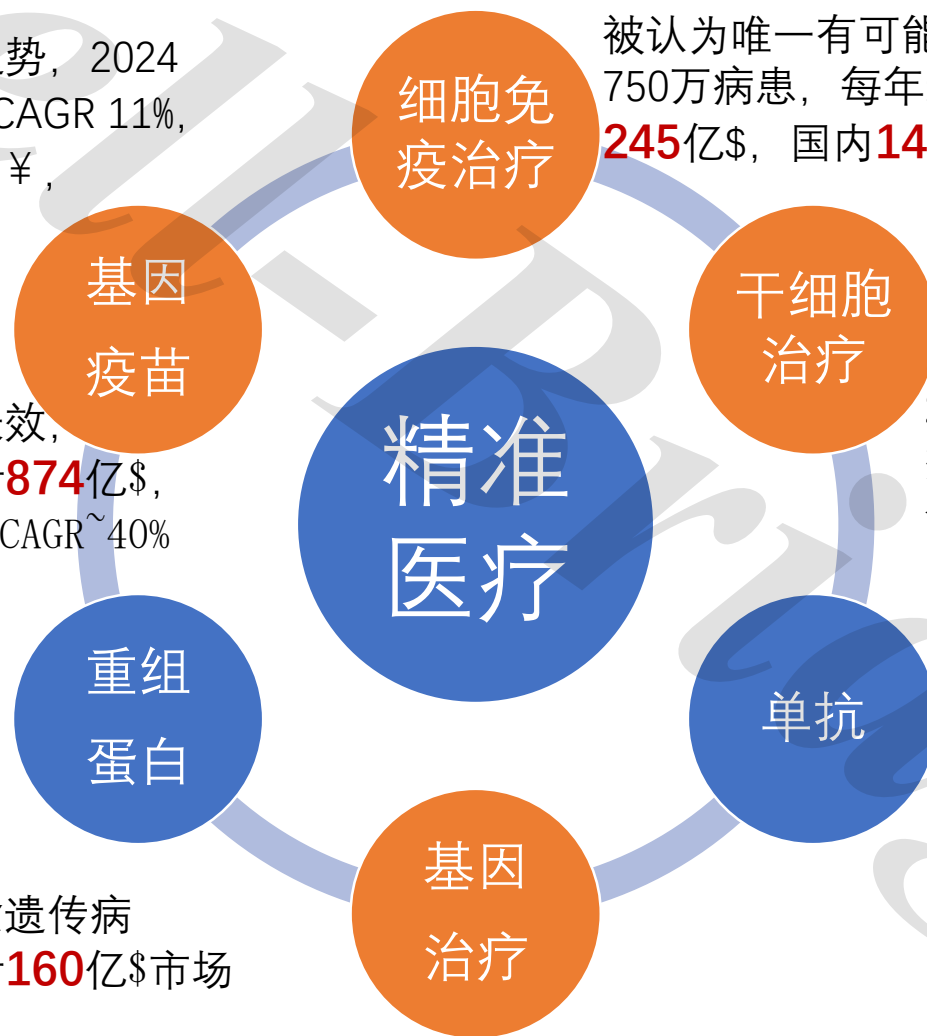 势，2024
CAGR 11%，
¥，
被认为唯一有可能
750万病患，每年
245亿$，国内14
细胞免
疫治疗
基因
疫苗
干细胞
治疗
效，
874亿$，
CAGR~40%
精准
医疗
重组
蛋白
单抗
基因
治疗
遗传病
160亿$市场
Cell-Bridge